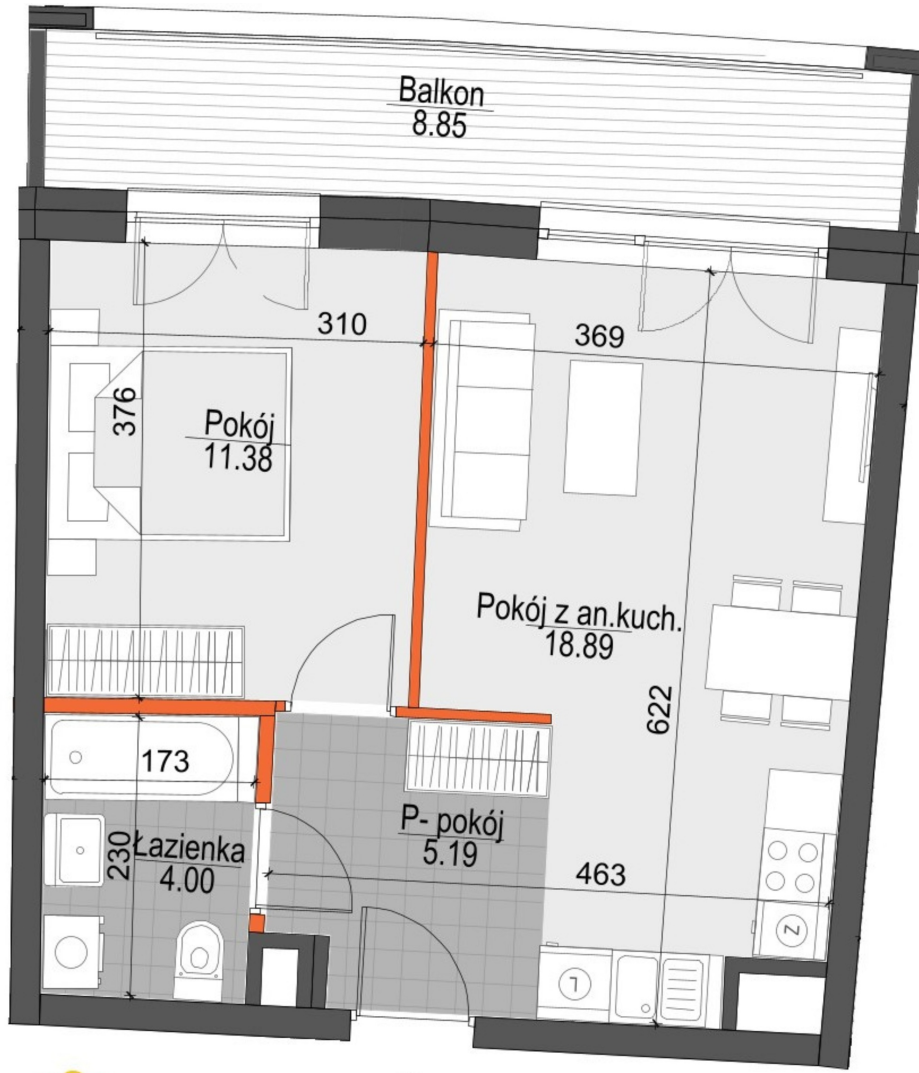 Balkon
8.85
310
369
376
Pokój
11.38
Pokój z an.kuch.
18.89
622
173
P- pokój
5.19
230
Łazienka
4.00
463
Z
L